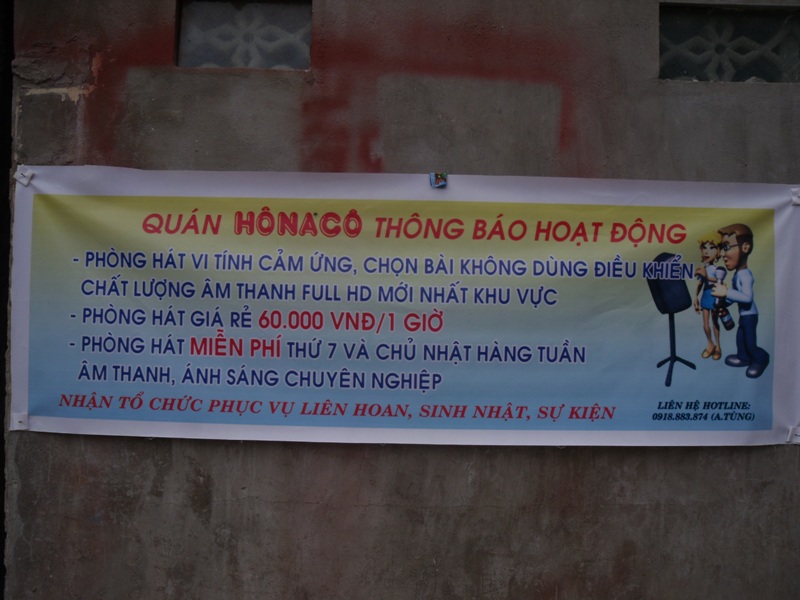 QUÁN HÔNACÔ THÔNG BÁO HOẠT ĐỘNG
- PHÒNG HÁT VI TÍNH CẢM ỨNG, CHỌN BÀI KHÔNG DÙNG ĐIỀU KHIỂN,
CHẤT LƯỢNG ÂM THANH FULL HD MỚI NHẤT KHU VỰC
- PHÒNG HÁT GIÁ RẺ 60.000 VNĐ/1 GIỜ
- PHÒNG HÁT MIỄN PHÍ THỨ 7 VÀ CHỦ NHẬT HÀNG TUẦN
ÂM THANH, ÁNH SÁNG CHUYÊN NGHIỆP
NHẬN TỔ CHỨC PHỤC VỤ LIÊN HOAN, SINH NHẬT, SỰ KIỆN
LIÊN HỆ HOTLINE:
0918.883.874 (A.TÙNG)